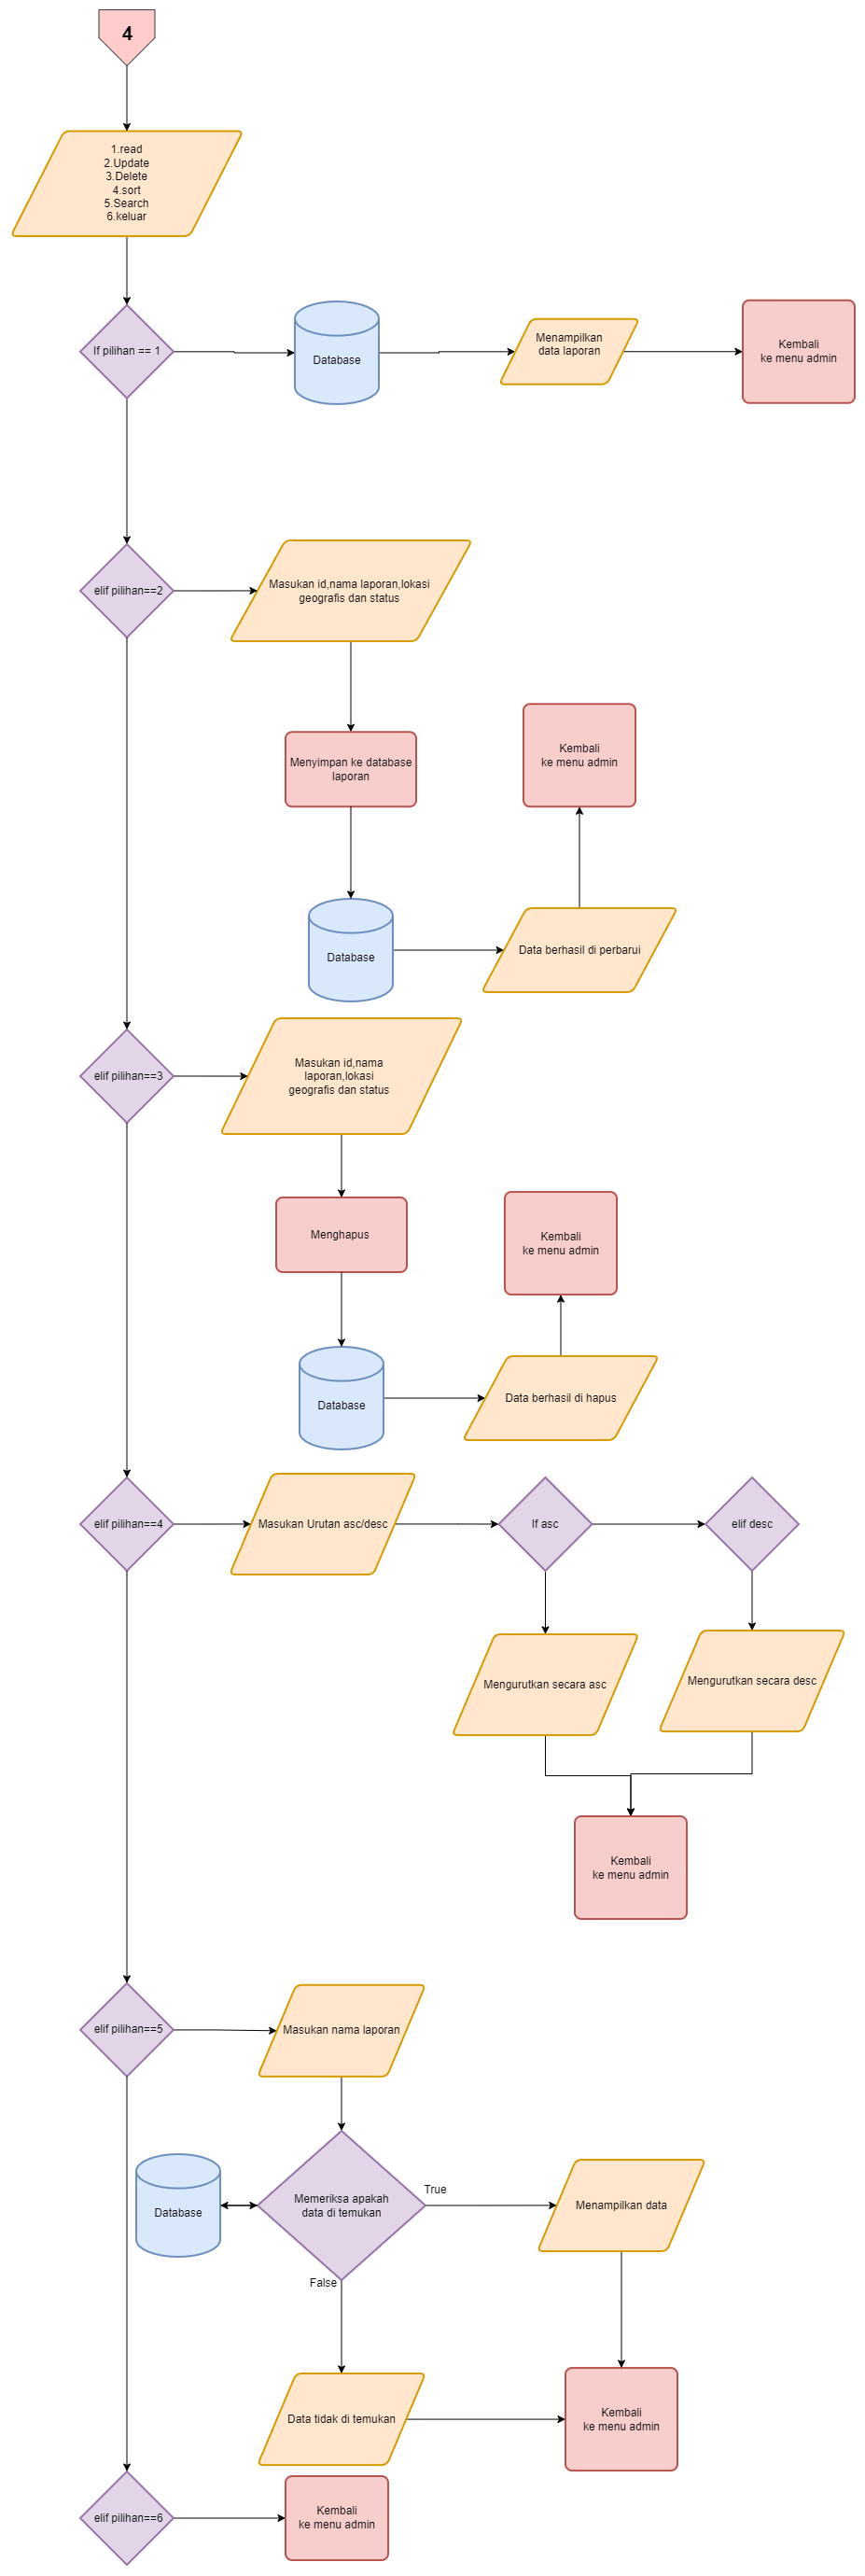 4
1.read
2.Update
3.Delete
4.sort
5.Search
6.keluar
If pilihan == 1
Database
Menampilkan
data laporan
Kembali
ke menu admin
elif pilihan==2
Masukan id,nama laporan,lokasi
geografis dan status
Menyimpan ke database
laporan
Kembali
ke menu admin
Database
Data berhasil di perbarui
elif pilihan==3
Masukan id,nama
laporan,lokasi
geografis dan status
Menghapus
Kembali
ke menu admin
Database
Data berhasil di hapus
elif pilihan==4
Masukan Urutan asc/desc
If asc
elif desc
Mengurutkan secara asc
Mengurutkan secara desc
Kembali
ke menu admin
elif pilihan==5
Masukan nama laporan
Database
Memeriksa apakah
data di temukan
True
Menampilkan data
False
Data tidak di temukan
Kembali
ke menu admin
elif pilihan==6
Kembali
ke menu admin